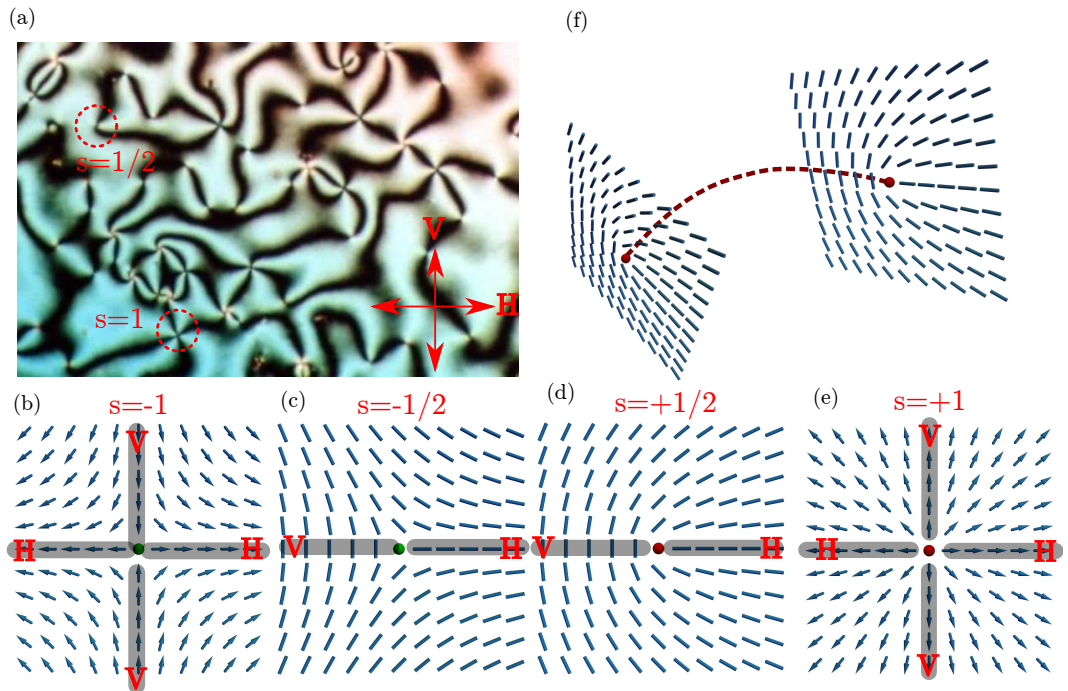 (a)
(f)
s=1/2
V
H
s=1
(b)
s=-1
(c)
s=-1/2
(d)
s=+1/2
(e)
s=+1
V
V
H
H
V
H
V
H
H
H
V
V